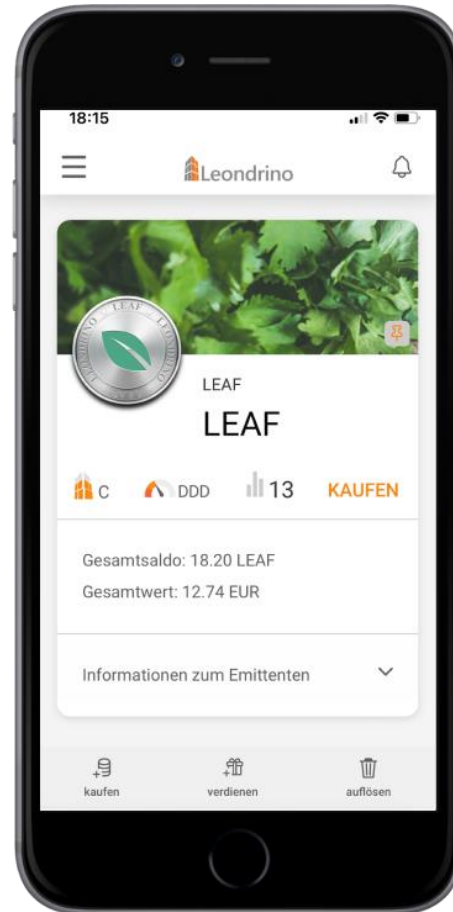 18:15
Leondrino
LEAF
LEAF
C DDD 13 KAUFEN
Gesamtsaldo: 18.20 LEAF
Gesamtwert: 12.74 EUR
Informationen zum Emittenten
kaufen verdienen auflösen